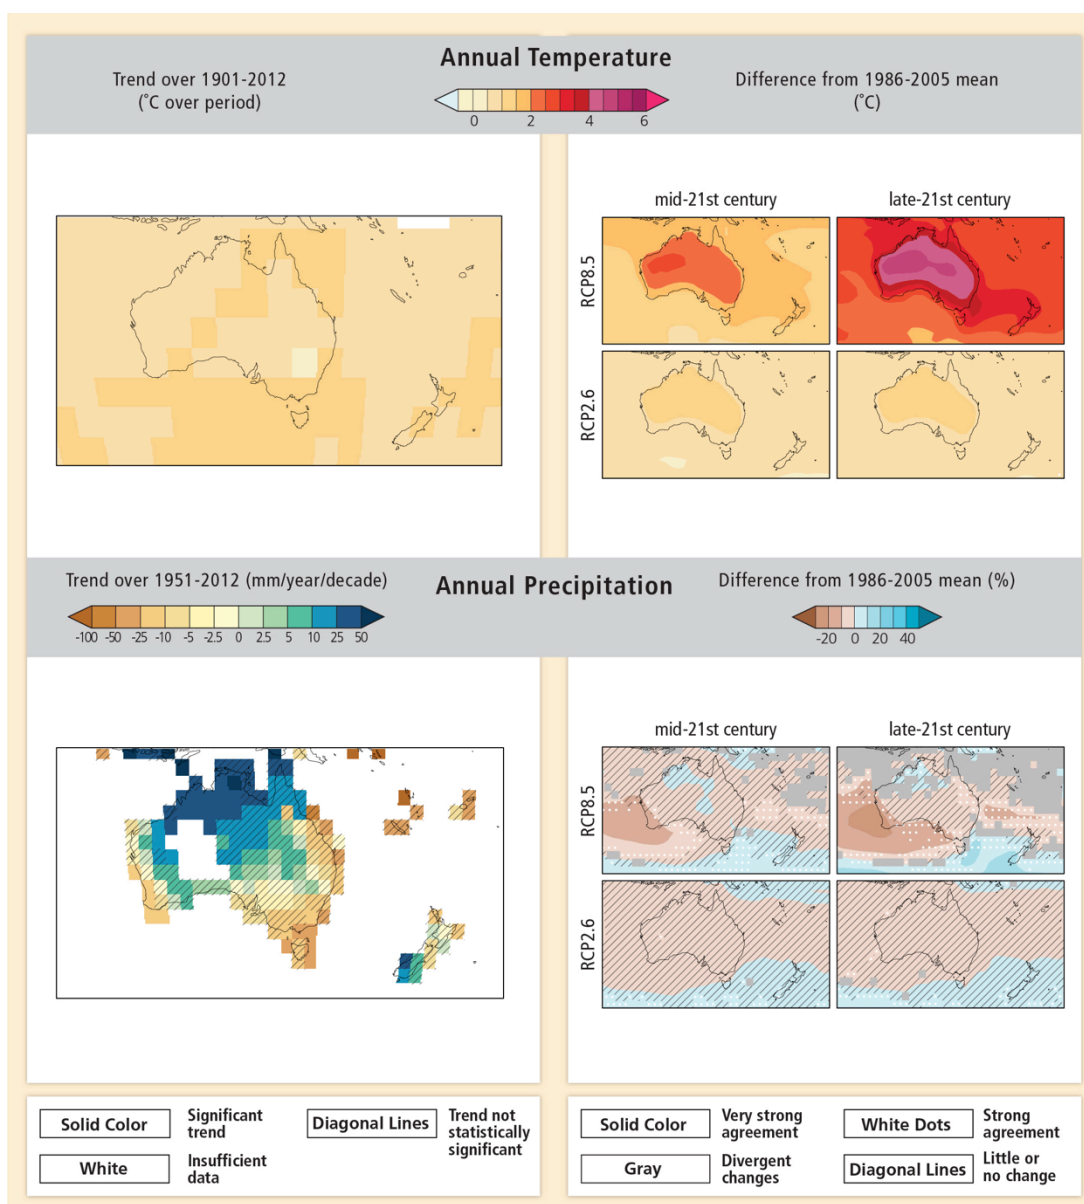 Annual Temperature
Trend over 1901-2012
(˚C over period)
0 2 4 6
Difference from 1986-2005 mean
(˚C)
mid-21st century
late-21st century
RCP8.5
RCP2.6
Annual Precipitation
Trend over 1951-2012 (mm/year/decade)
-100 -50 -25 -10 -5 -2.5 0 2.5 5 10 25 50
Difference from 1986-2005 mean (%)
-20 0 20 40
mid-21st century
late-21st century
RCP8.5
RCP2.6
Solid Color
Significant
trend
Diagonal Lines
Trend not
statistically
significant
White
Insufficient
data
Solid Color
Very strong
agreement
White Dots
Strong
agreement
Gray
Divergent
changes
Diagonal Lines
Little or
no change